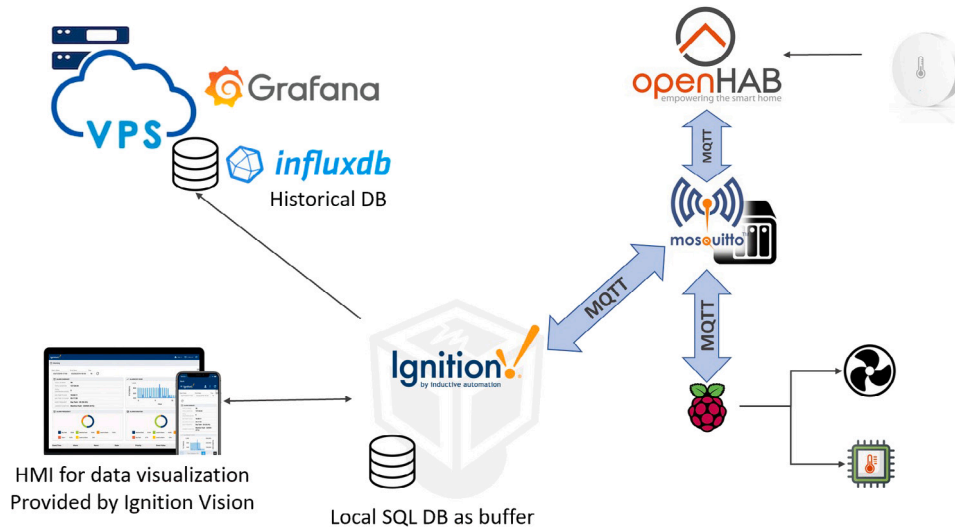 VPS
Grafana
influxdb
Historical DB
openHAB
empowering the smart home
MQTT
mosquitto
MQTT
MQTT
Ignition!
by inductive automation
HMI for data visualization
Provided by Ignition Vision
Local SQL DB as buffer